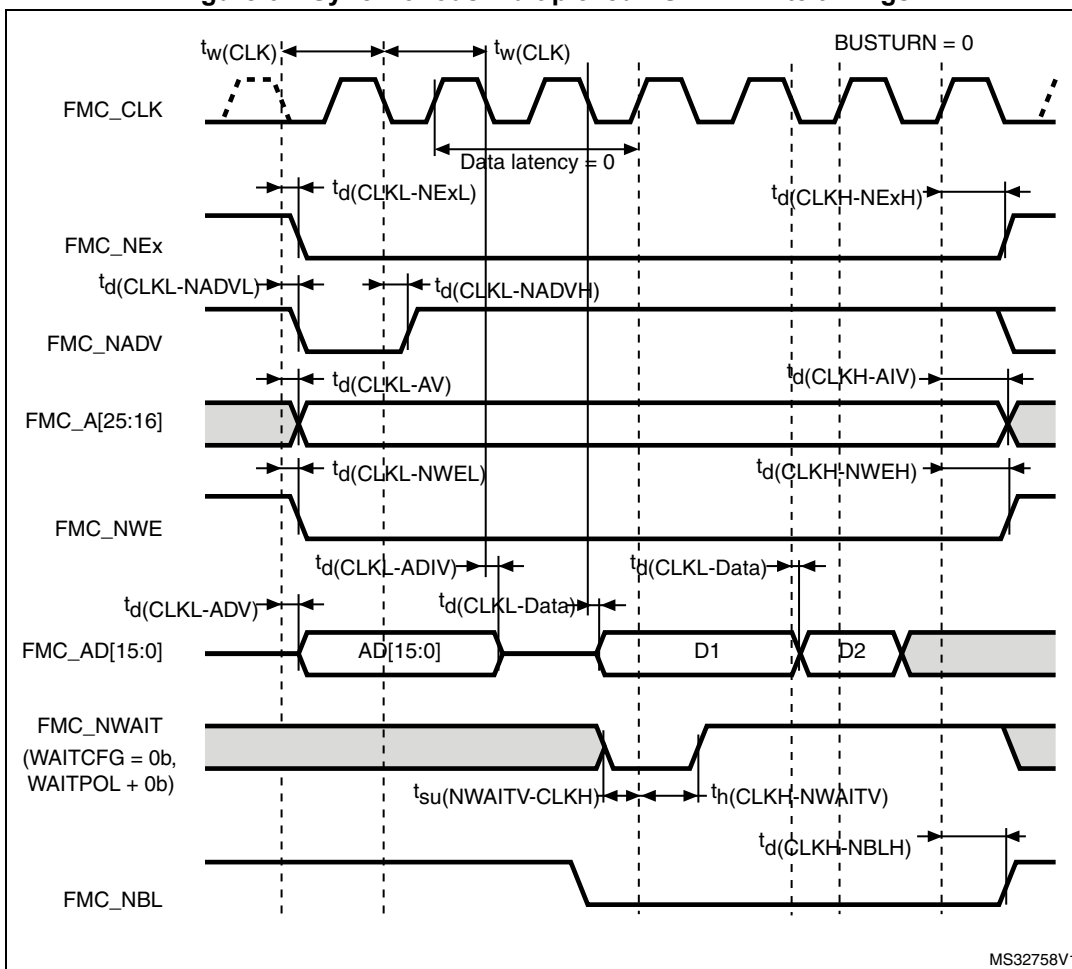 tw(CLK)
tw(CLK)
BUSTURN = 0
FMC_CLK
Data latency = 0
td(CLKL-NExL)
td(CLKH-NExH)
FMC_NEx
td(CLKL-NADVL)
td(CLKL-NADVH)
FMC_NADV
td(CLKL-AV)
td(CLKH-AIV)
FMC_A[25:16]
td(CLKL-NWEL)
td(CLKH-NWEH)
FMC_NWE
td(CLKL-ADIV)
td(CLKL-Data)
td(CLKL-ADV)
td(CLKL-Data)
FMC_AD[15:0]
AD[15:0]
D1
D2
FMC_NWAIT
(WAITCFG = 0b,
WAITPOL + 0b)
tsu(NWAITV-CLKH)
th(CLKH-NWAITV)
td(CLKH-NBLH)
FMC_NBL
MS32758V1